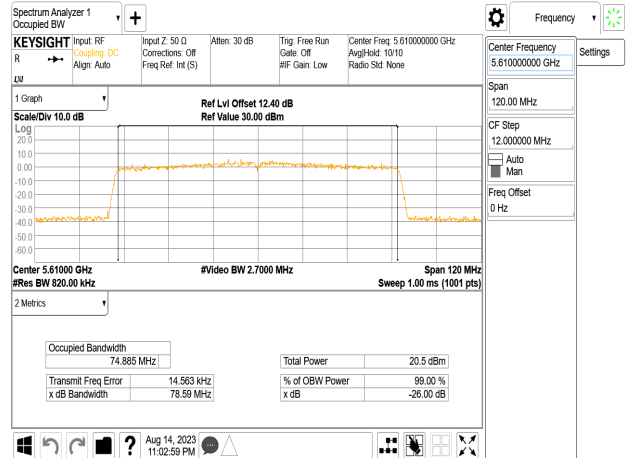 Spectrum Analyzer 1
Occupied BW
Frequency
KEYSIGHT
R
Input: RF
Coupling: DC
Align: Auto
Input Z: 50 Ω
Corrections: Off
Freq Ref: Int (S)
Atten: 30 dB
Trig: Free Run
Gate: Off
#IF Gain: Low
Center Freq: 5.610000000 GHz
Avg|Hold: 10/10
Radio Std: None
Center Frequency
5.610000000 GHz
Settings
Span
120.00 MHz
CF Step
12.000000 MHz
Auto
Man
Freq Offset
0 Hz
1 Graph
Scale/Div 10.0 dB
Ref Lvl Offset 12.40 dB
Ref Value 30.00 dBm
Log
20.0
10.0
0.00
-10.0
-20.0
-30.0
-40.0
-50.0
-60.0
Center 5.61000 GHz
#Res BW 820.00 kHz
#Video BW 2.7000 MHz
Span 120 MHz
Sweep 1.00 ms (1001 pts)
2 Metrics
Occupied Bandwidth
74.885 MHz
Total Power 20.5 dBm
Transmit Freq Error 14.563 kHz
% of OBW Power 99.00 %
x dB Bandwidth 78.59 MHz
x dB -26.00 dB
?
Aug 14, 2023
11:02:59 PM